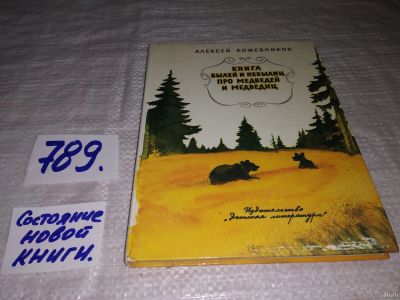 АЛЕКСЕЙ КОЖЕВНИКОВ
КНИГА
БЫЛЕЙ И НЕБЫЛИЦ
ПРО МЕДВЕДЕЙ
И МЕДВЕДИЦ
Издательство
„Детская литература“
789.
Состояние
новой
книги.